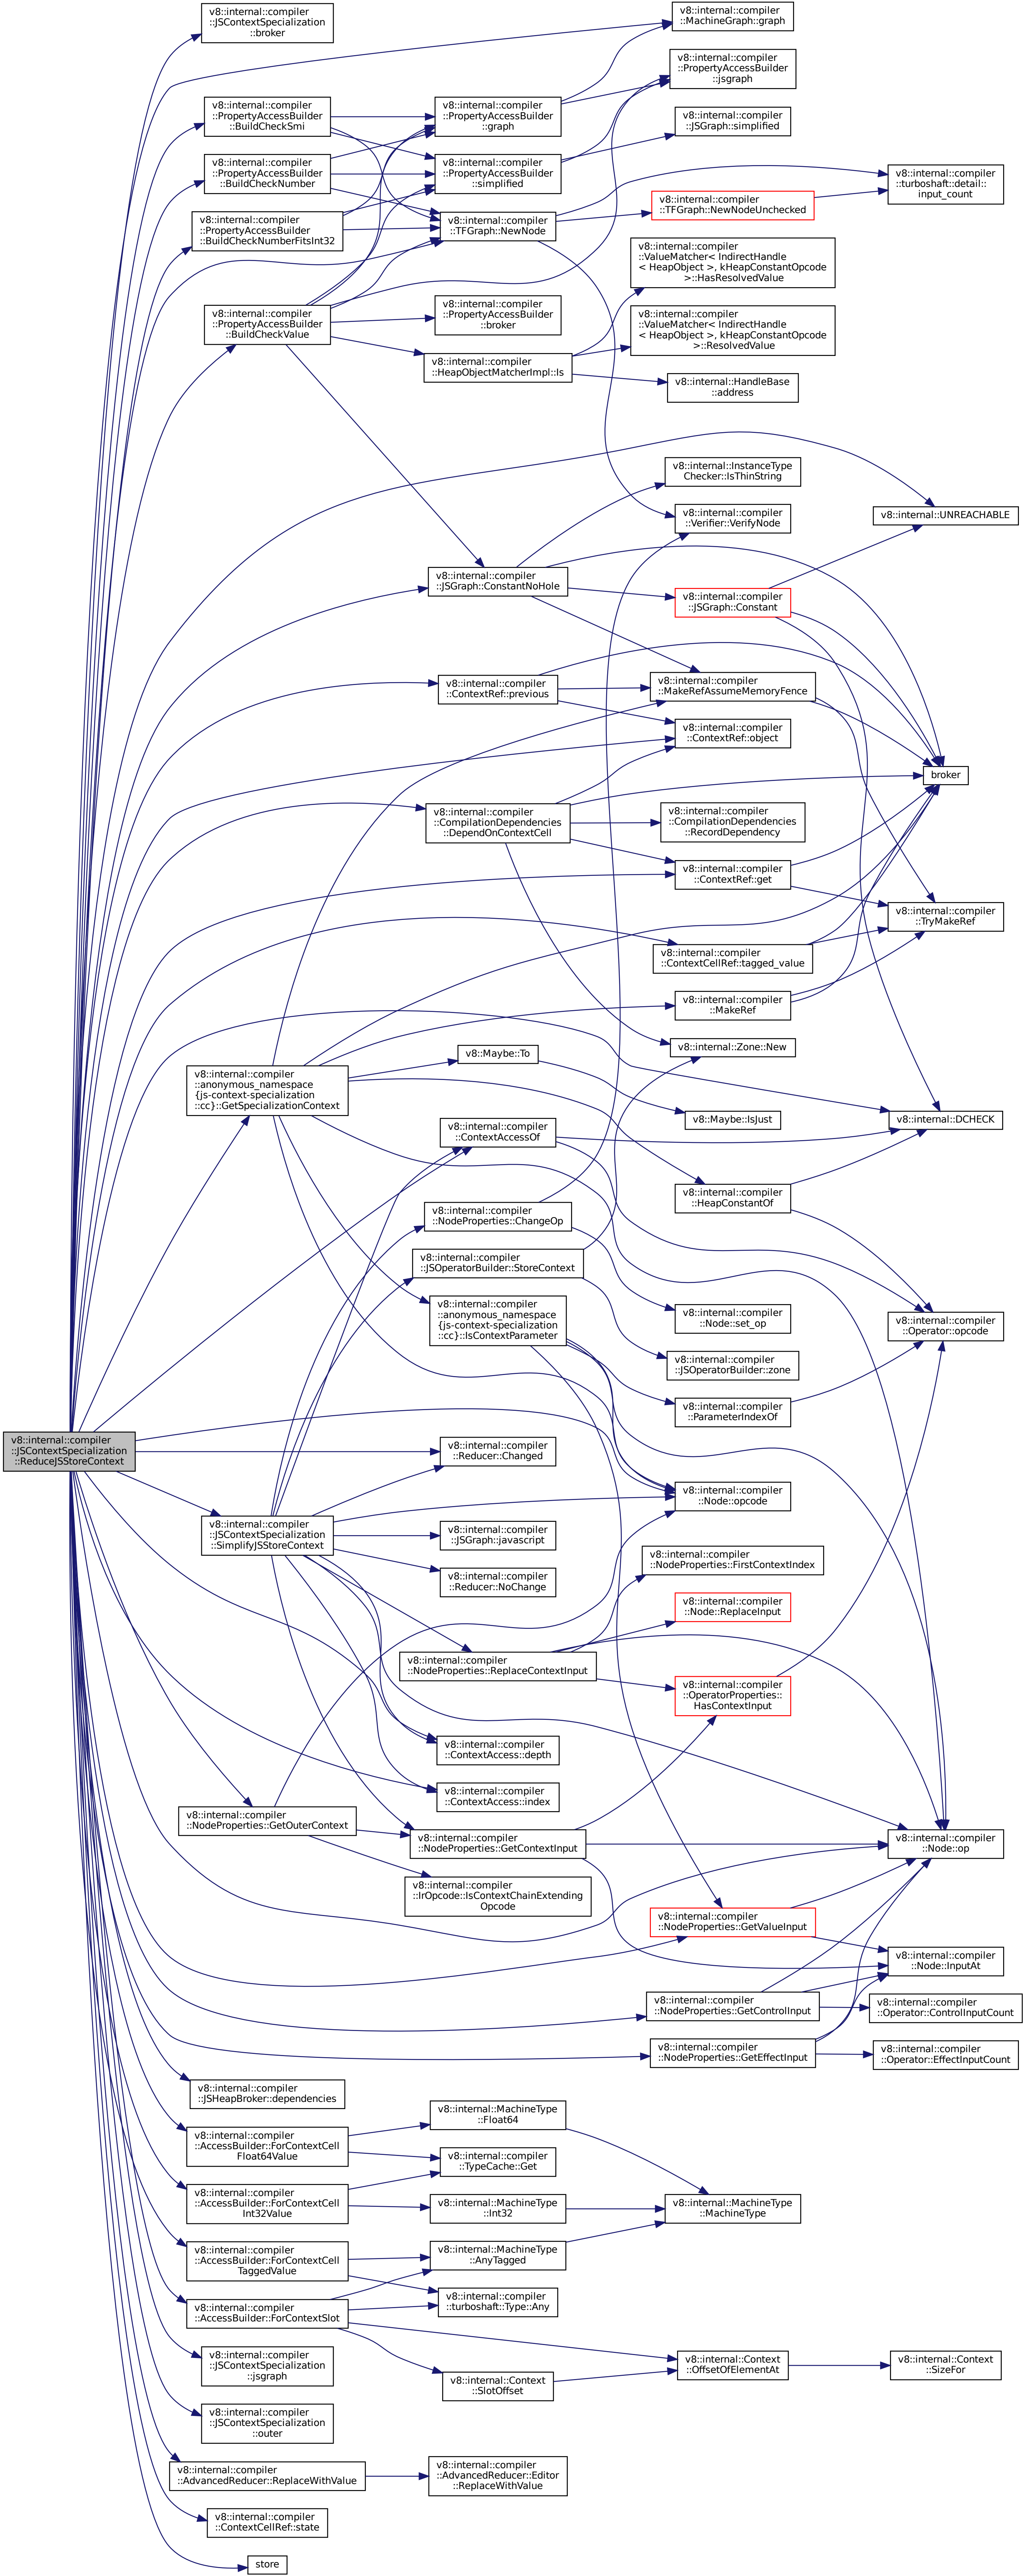 v8::internal::compiler
::JSContextSpecialization
::broker
v8::internal::compiler
::MachineGraph::graph
v8::internal::compiler
::PropertyAccessBuilder
::jsgraph
v8::internal::compiler
::PropertyAccessBuilder
::BuildCheckSmi
v8::internal::compiler
::PropertyAccessBuilder
::graph
v8::internal::compiler
::JSGraph::simplified
v8::internal::compiler
::PropertyAccessBuilder
::BuildCheckNumber
v8::internal::compiler
::PropertyAccessBuilder
::simplified
v8::internal::compiler
::turboshaft::detail::
input_count
v8::internal::compiler
::TFGraph::NewNodeUnchecked
v8::internal::compiler
::PropertyAccessBuilder
::BuildCheckNumberFitsInt32
v8::internal::compiler
::TFGraph::NewNode
v8::internal::compiler
::ValueMatcher< IndirectHandle
< HeapObject >, kHeapConstantOpcode
>::HasResolvedValue
v8::internal::compiler
::PropertyAccessBuilder
::BuildCheckValue
v8::internal::compiler
::PropertyAccessBuilder
::broker
v8::internal::compiler
::ValueMatcher< IndirectHandle
< HeapObject >, kHeapConstantOpcode
>::ResolvedValue
v8::internal::compiler
::HeapObjectMatcherImpl::Is
v8::internal::HandleBase
::address
v8::internal::InstanceType
Checker::IsThinString
v8::internal::compiler
::Verifier::VerifyNode
v8::internal::UNREACHABLE
v8::internal::compiler
::JSGraph::ConstantNoHole
v8::internal::compiler
::JSGraph::Constant
v8::internal::compiler
::ContextRef::previous
v8::internal::compiler
::MakeRefAssumeMemoryFence
v8::internal::compiler
::ContextRef::object
broker
v8::internal::compiler
::CompilationDependencies
::DependOnContextCell
v8::internal::compiler
::CompilationDependencies
::RecordDependency
v8::internal::compiler
::ContextRef::get
v8::internal::compiler
::TryMakeRef
v8::internal::compiler
::ContextCellRef::tagged_value
v8::internal::compiler
::MakeRef
v8::internal::Zone::New
v8::internal::compiler
::anonymous_namespace
{js-context-specialization
::cc}::GetSpecializationContext
v8::Maybe::To
v8::Maybe::IsJust
v8::internal::DCHECK
v8::internal::compiler
::ContextAccessOf
v8::internal::compiler
::HeapConstantOf
v8::internal::compiler
::NodeProperties::ChangeOp
v8::internal::compiler
::JSOperatorBuilder::StoreContext
v8::internal::compiler
::anonymous_namespace
{js-context-specialization
::cc}::IsContextParameter
v8::internal::compiler
::Node::set_op
v8::internal::compiler
::Operator::opcode
v8::internal::compiler
::JSOperatorBuilder::zone
v8::internal::compiler
::ParameterIndexOf
v8::internal::compiler
::JSContextSpecialization
::ReduceJSStoreContext
v8::internal::compiler
::Reducer::Changed
v8::internal::compiler
::Node::opcode
v8::internal::compiler
::JSContextSpecialization
::SimplifyJSStoreContext
v8::internal::compiler
::JSGraph::javascript
v8::internal::compiler
::Reducer::NoChange
v8::internal::compiler
::NodeProperties::FirstContextIndex
v8::internal::compiler
::Node::ReplaceInput
v8::internal::compiler
::NodeProperties::ReplaceContextInput
v8::internal::compiler
::OperatorProperties::
HasContextInput
v8::internal::compiler
::ContextAccess::depth
v8::internal::compiler
::ContextAccess::index
v8::internal::compiler
::NodeProperties::GetOuterContext
v8::internal::compiler
::NodeProperties::GetContextInput
v8::internal::compiler
::Node::op
v8::internal::compiler
::IrOpcode::IsContextChainExtending
Opcode
v8::internal::compiler
::NodeProperties::GetValueInput
v8::internal::compiler
::Node::InputAt
v8::internal::compiler
::NodeProperties::GetControlInput
v8::internal::compiler
::Operator::ControlInputCount
v8::internal::compiler
::NodeProperties::GetEffectInput
v8::internal::compiler
::Operator::EffectInputCount
v8::internal::compiler
::JSHeapBroker::dependencies
v8::internal::compiler
::AccessBuilder::ForContextCell
Float64Value
v8::internal::MachineType
::Float64
v8::internal::compiler
::TypeCache::Get
v8::internal::compiler
::AccessBuilder::ForContextCell
Int32Value
v8::internal::MachineType
::Int32
v8::internal::MachineType
::MachineType
v8::internal::compiler
::AccessBuilder::ForContextCell
TaggedValue
v8::internal::MachineType
::AnyTagged
v8::internal::compiler
::turboshaft::Type::Any
v8::internal::compiler
::AccessBuilder::ForContextSlot
v8::internal::compiler
::JSContextSpecialization
::jsgraph
v8::internal::Context
::SlotOffset
v8::internal::Context
::OffsetOfElementAt
v8::internal::Context
::SizeFor
v8::internal::compiler
::JSContextSpecialization
::outer
v8::internal::compiler
::AdvancedReducer::ReplaceWithValue
v8::internal::compiler
::AdvancedReducer::Editor
::ReplaceWithValue
v8::internal::compiler
::ContextCellRef::state
store